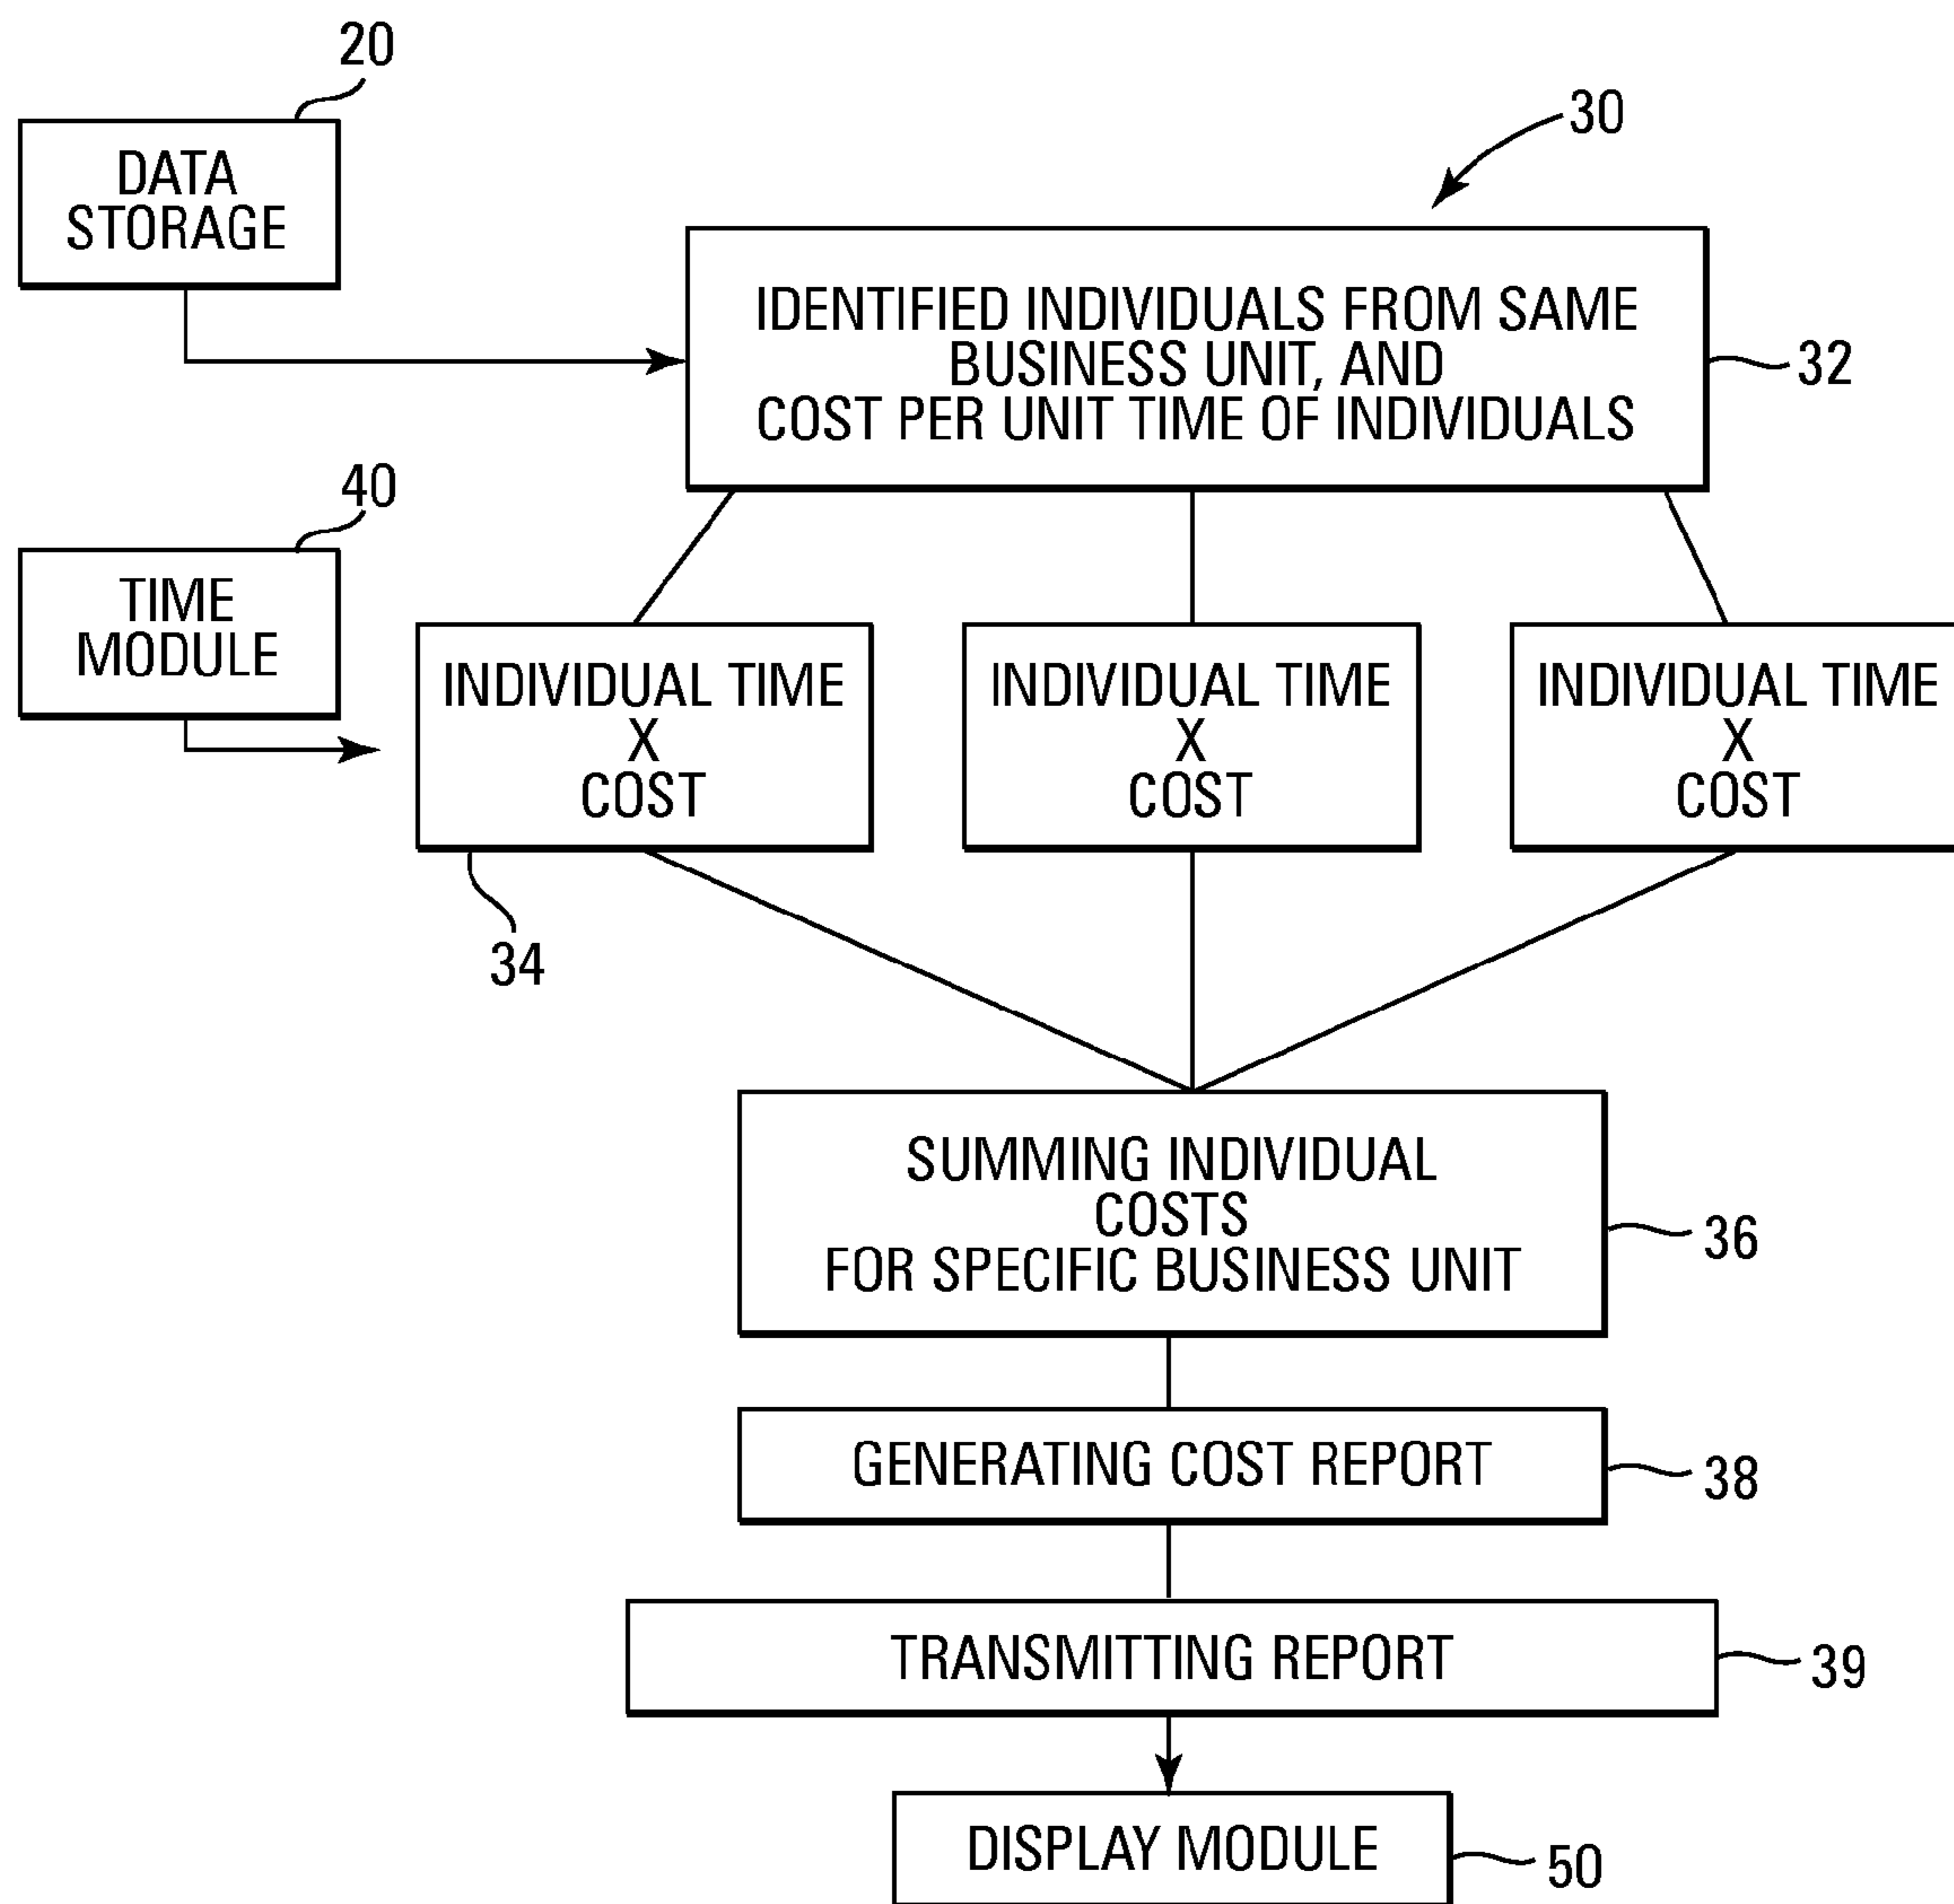 20
DATA
STORAGE
30
IDENTIFIED INDIVIDUALS FROM SAME
BUSINESS UNIT, AND
COST PER UNIT TIME OF INDIVIDUALS
32
40
TIME
MODULE
INDIVIDUAL TIME
X
COST
INDIVIDUAL TIME
X
COST
INDIVIDUAL TIME
X
COST
34
SUMMING INDIVIDUAL
COSTS
FOR SPECIFIC BUSINESS UNIT
36
GENERATING COST REPORT
38
TRANSMITTING REPORT
39
DISPLAY MODULE
50